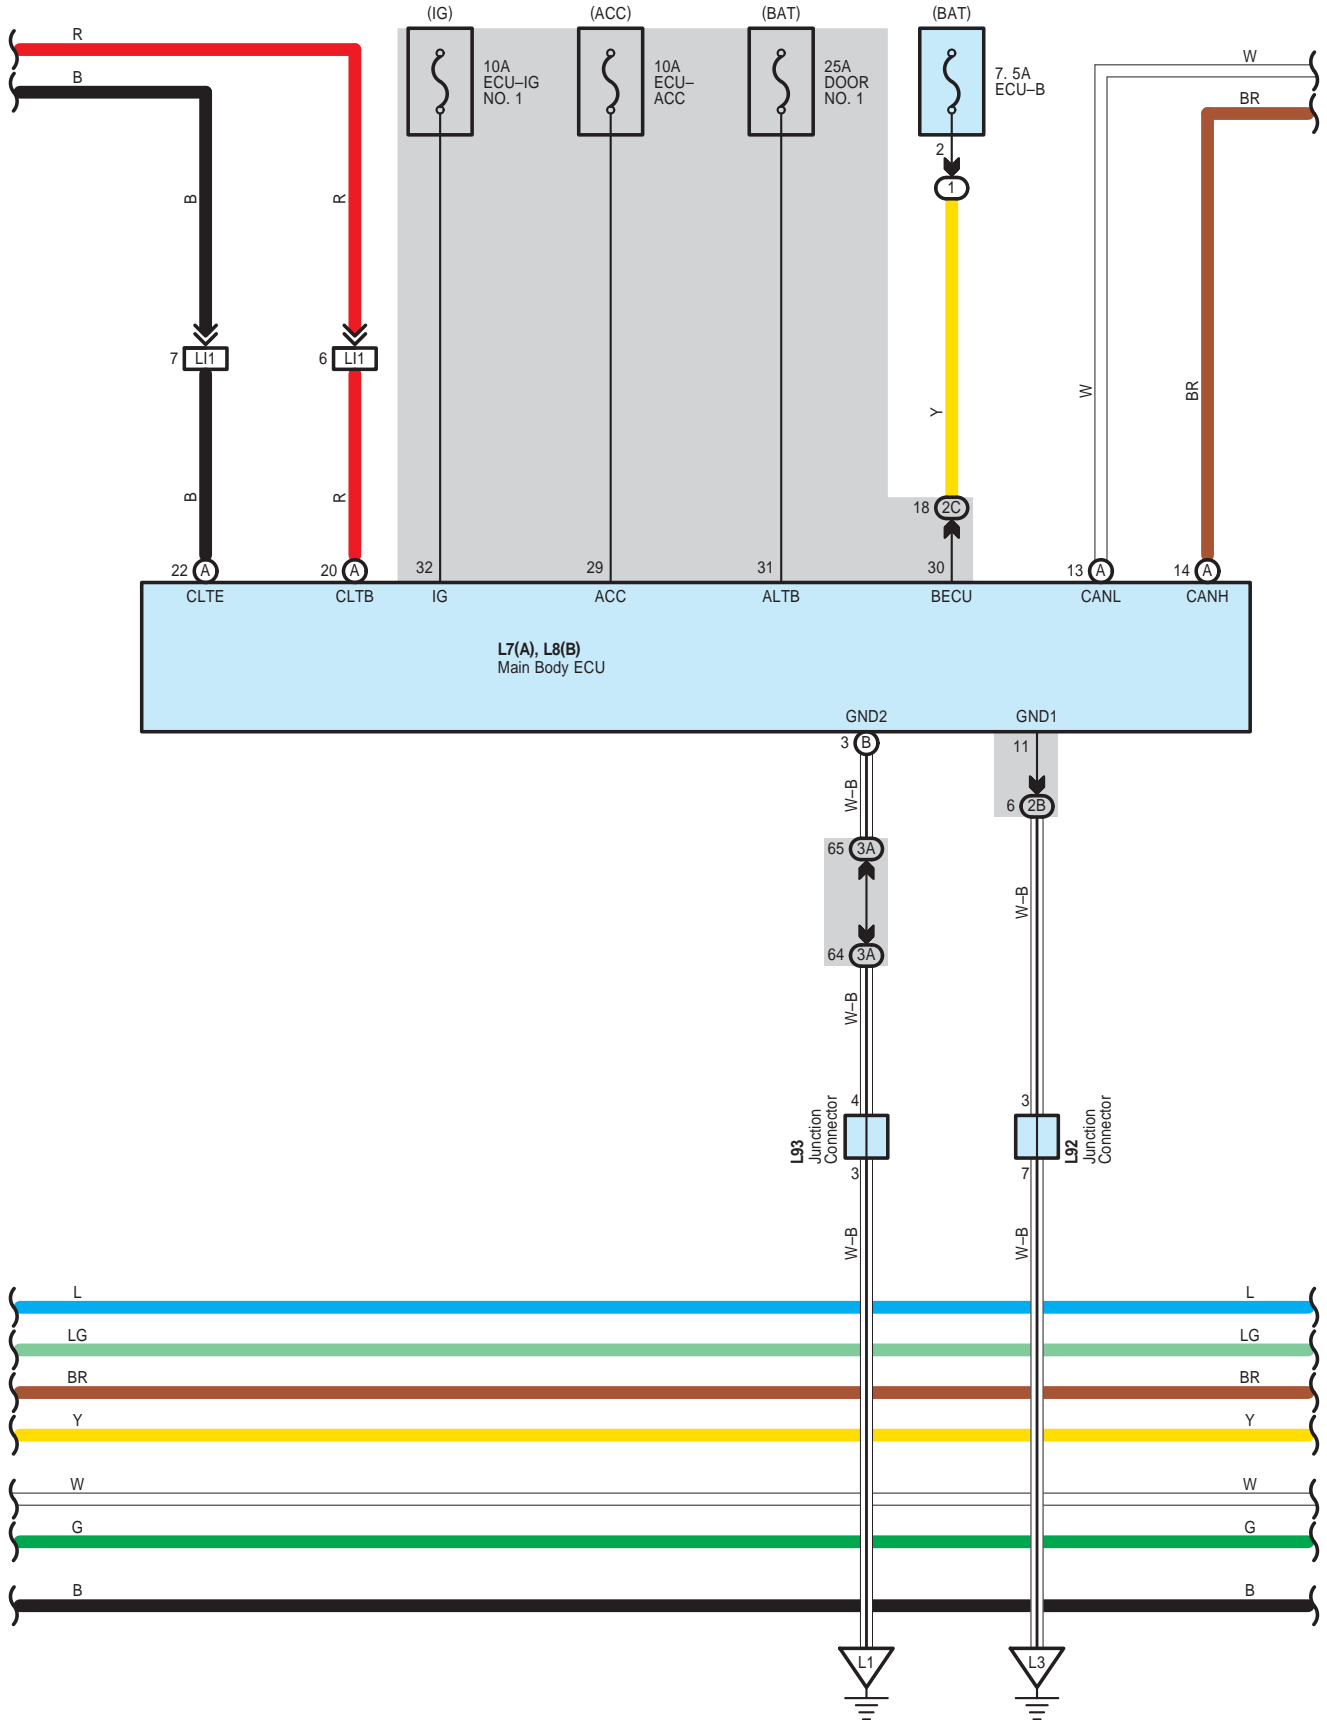 (IG) (ACC) (BAT) (BAT)
R
W
B
10A
ECU–IG
NO. 1
10A
ECU–
ACC
25A
DOOR
NO. 1
7. 5A
ECU–B
BR
2
1
B
R
7 LI1
6 LI1
Y
W
BR
B
R
18 2C
22 A
20 A
32
29
31
30
13 A
14 A
CLTE
CLTB
IG
ACC
ALTB
BECU
CANL
CANH
L7(A), L8(B)
Main Body ECU
GND2
GND1
3 B
11
W–B
6 2B
65 3A
W–B
64 3A
W–B
4
3
L93
Junction
Connector
L92
Junction
Connector
3
7
W–B
W–B
L L
LG LG
BR BR
Y Y
W W
G G
B B
L1
L3